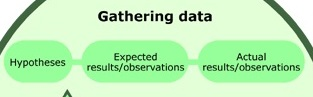 Gathering data
Hypotheses
Expected
results/observations
Actual
results/observations